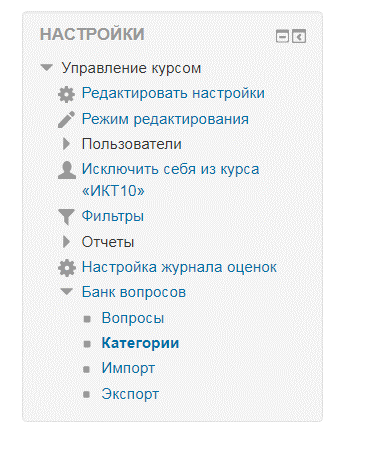 НАСТРОЙКИ
Управление курсом
Редактировать настройки
Режим редактирования
Пользователи
Исключить себя из курса
«ИКТ10»
Фильтры
Отчеты
Настройка журнала оценок
Банк вопросов
Вопросы
Категории
Импорт
Экспорт